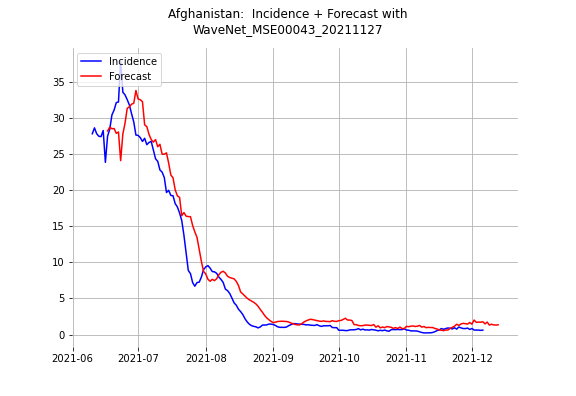 Afghanistan:  Incidence + Forecast with
WaveNet_MSE00043_20211127
Incidence
Forecast
35
30
25
20
15
10
5
0
2021-06 2021-07 2021-08 2021-09 2021-10 2021-11 2021-12